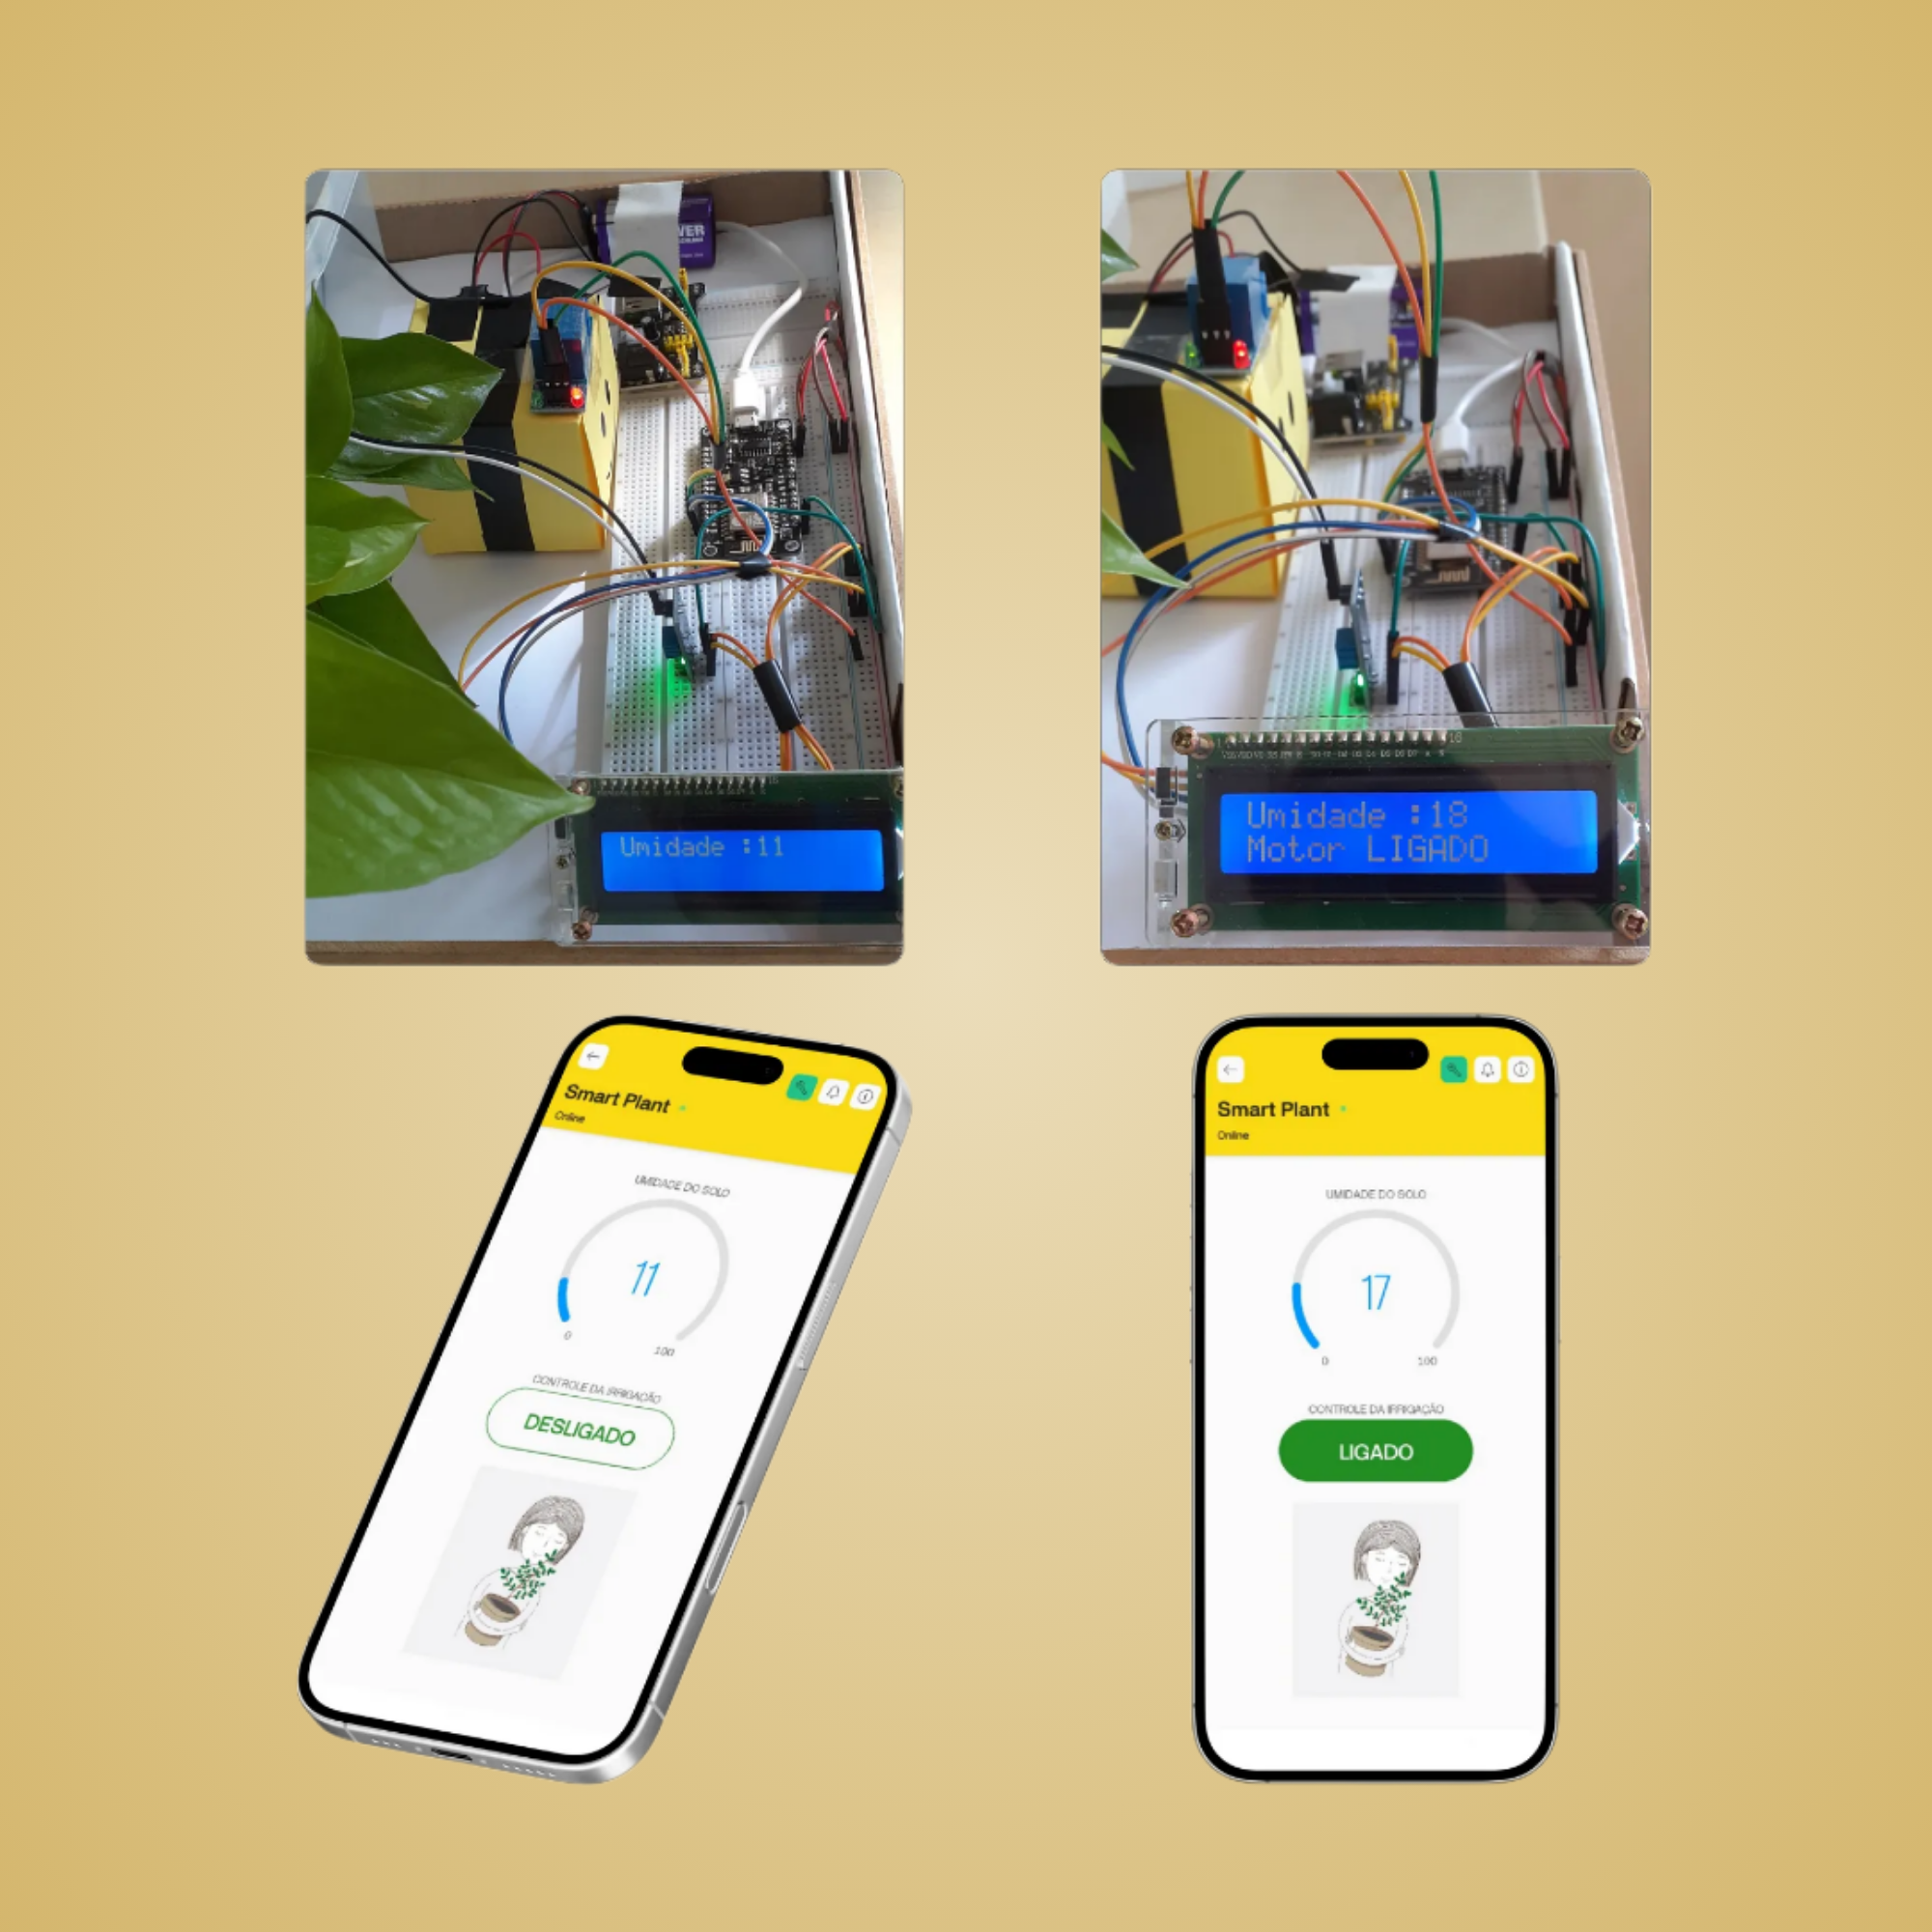 VER
Umidade :11
Umidade :18
Motor LIGADO
Smart Plant
Online
UMIDADE DO SOLO
11
0
100
CONTROLE DA IRRIGAÇÃO
DESLIGADO
Smart Plant
Online
UMIDADE DO SOLO
17
0
100
CONTROLE DA IRRIGAÇÃO
LIGADO